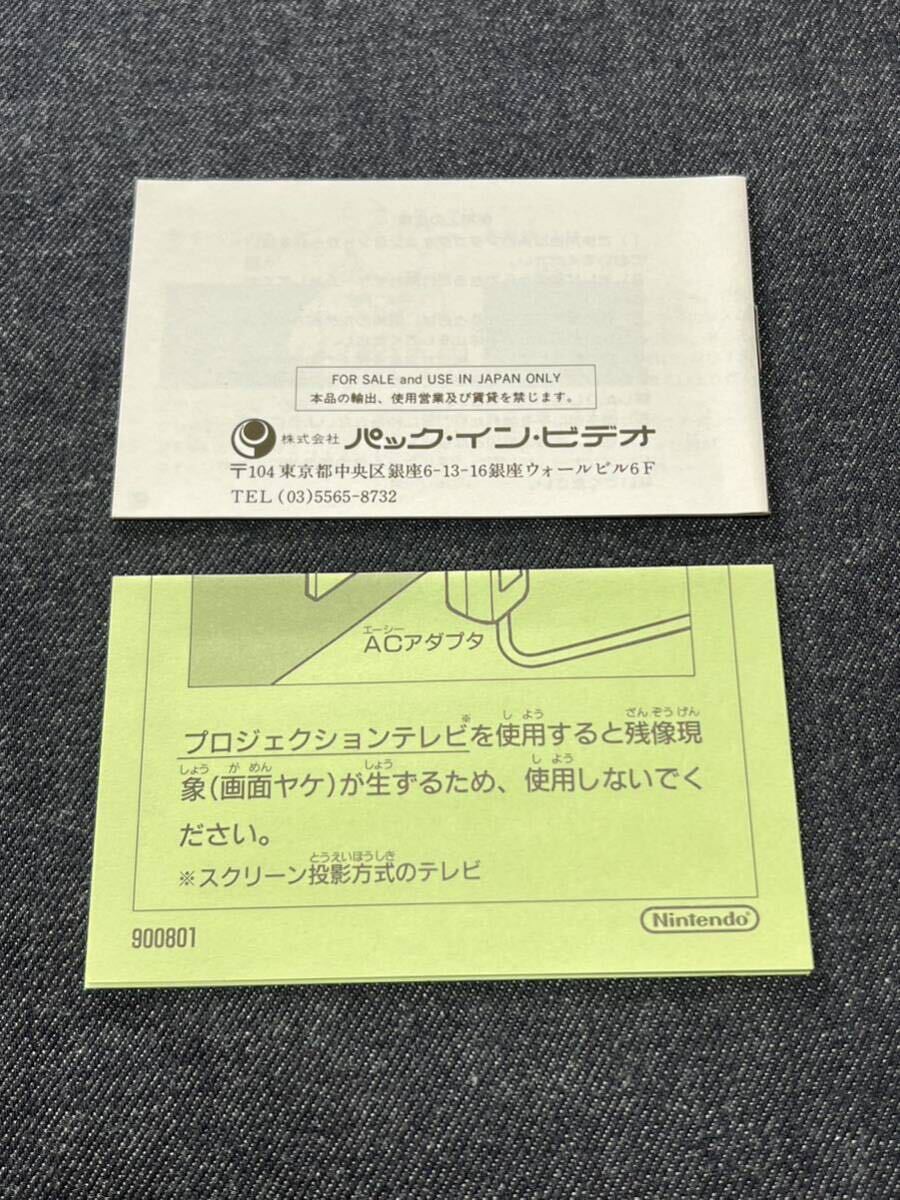 FOR SALE and USE IN JAPAN ONLY
本品の輸出、使用営業及び賃貸を禁じます。
株式会社 パック・イン・ビデオ
〒104 東京都中央区銀座6-13-16銀座ウォールビル6F
TEL (03)5565-8732
エーシー
ACアダプタ
※ しよう ざんぞうげん
プロジェクションテレビを使用すると残像現
しょう がめん しょう しよう
象(画面ヤケ)が生ずるため、使用しないでく
ださい。
とうえいほうしき
※スクリーン投影方式のテレビ
900801
Nintendo®